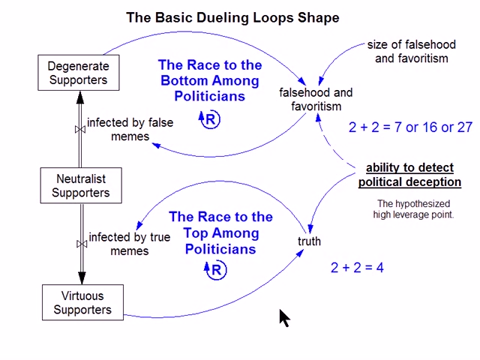 The Basic Dueling Loops Shape
Degenerate
Supporters
The Race to the
Bottom Among
Politicians
R
size of falsehood
and favoritism
falsehood and
favoritism
infected by false
memes
2 + 2 = 7 or 16 or 27
Neutralist
Supporters
ability to detect
political deception
The hypothesized
high leverage point.
infected by true
memes
The Race to the
Top Among
Politicians
R
truth
2 + 2 = 4
Virtuous
Supporters